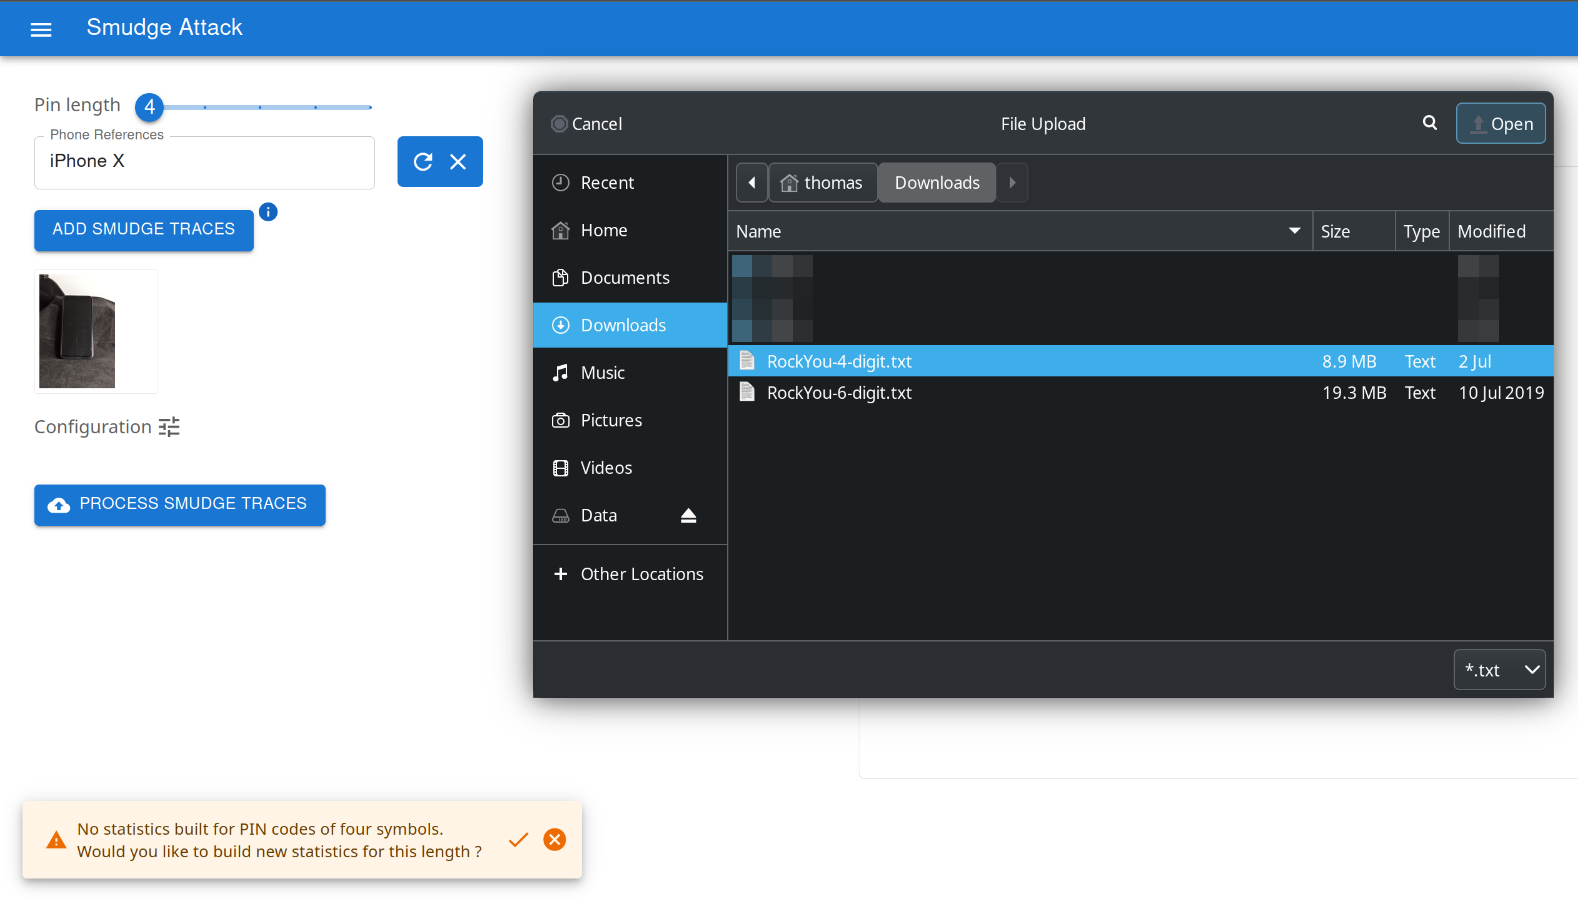 Smudge Attack
Pin length 4
Phone References
iPhone X
ADD SMUDGE TRACES
Configuration
PROCESS SMUDGE TRACES
Cancel
File Upload
Open
Recent
Home
Documents
Downloads
Music
Pictures
Videos
Data
Other Locations
thomas
Downloads
Name Size Type Modified
RockYou-4-digit.txt 8.9 MB Text 2 Jul
RockYou-6-digit.txt 19.3 MB Text 10 Jul 2019
*.txt
No statistics built for PIN codes of four symbols.
Would you like to build new statistics for this length ?